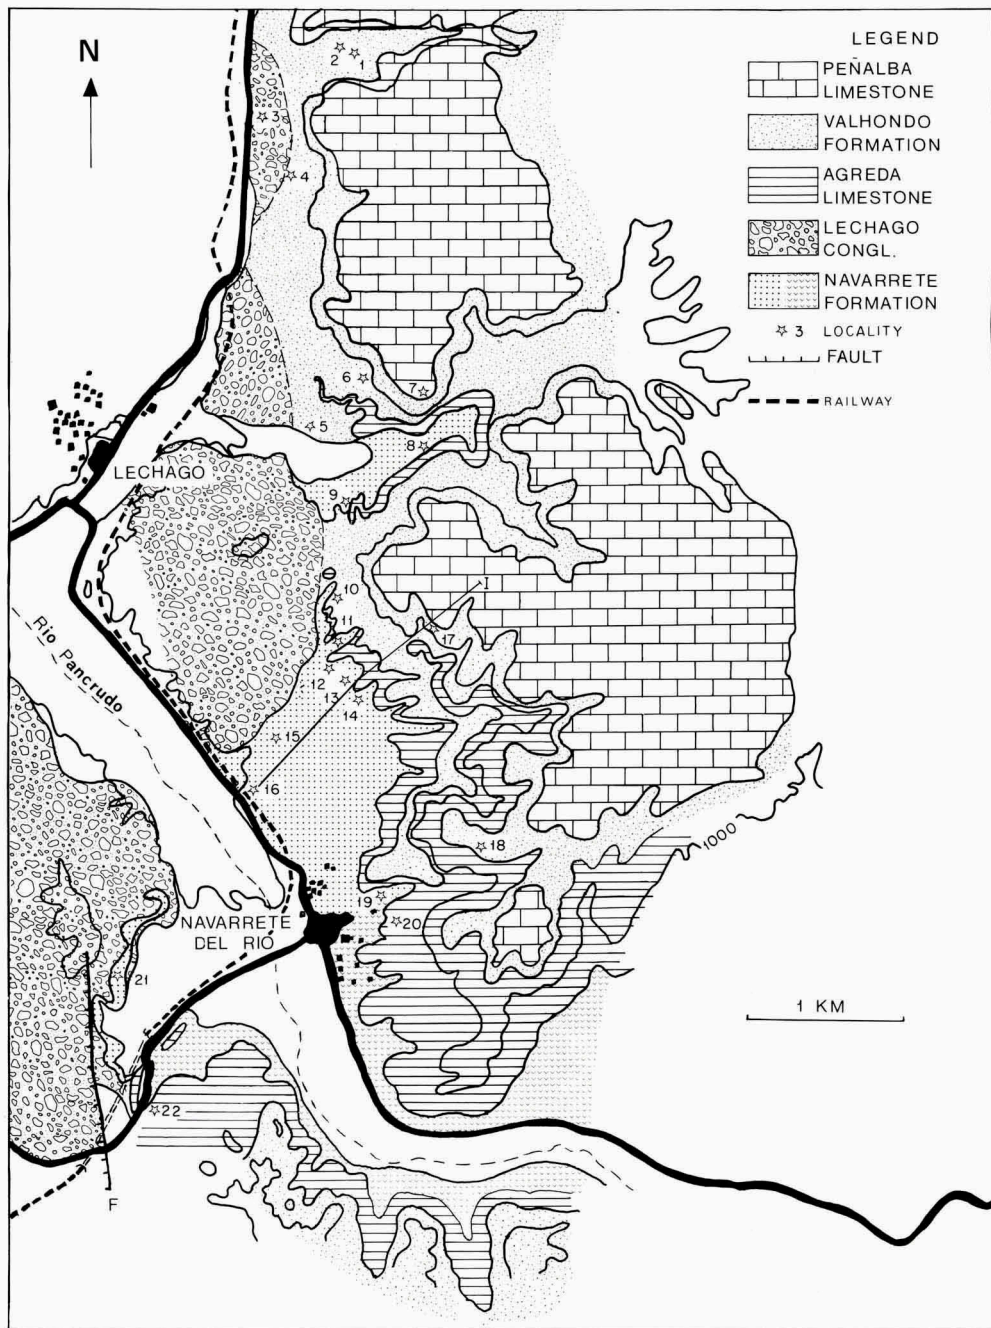 N
LEGEND
PEÑALBA
LIMESTONE
VALHONDO
FORMATION
AGREDA
LIMESTONE
LECHAGO
CONGL.
NAVARRETE
FORMATION
3 LOCALITY
FAULT
RAILWAY
2
1
3
4
6
7
5
8
LECHAGO
9
10
I
11
17
Río Pancrudo
12
13
14
15
16
1000
18
19
20
NAVARRETE
DEL RIO
21
1 KM
22
F